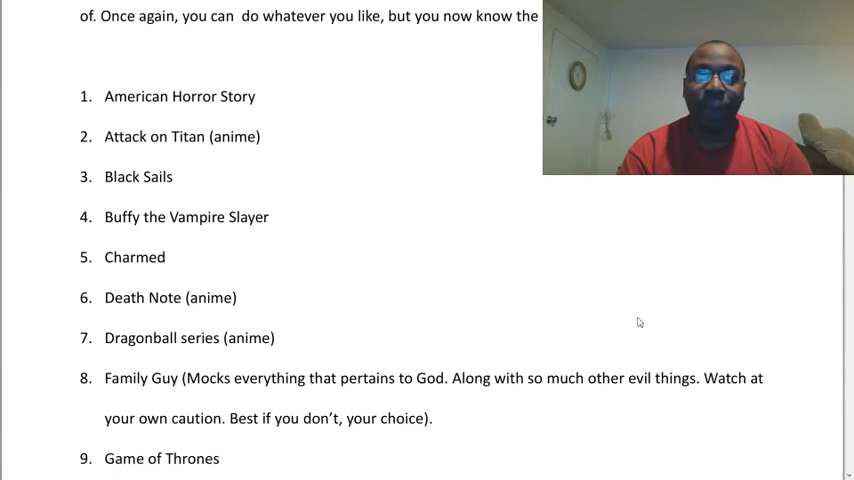 of. Once again, you can  do whatever you like, but you now know the
1. American Horror Story
2. Attack on Titan (anime)
3. Black Sails
4. Buffy the Vampire Slayer
5. Charmed
6. Death Note (anime)
7. Dragonball series (anime)
8. Family Guy (Mocks everything that pertains to God. Along with so much other evil things. Watch at
your own caution. Best if you don’t, your choice).
9. Game of Thrones